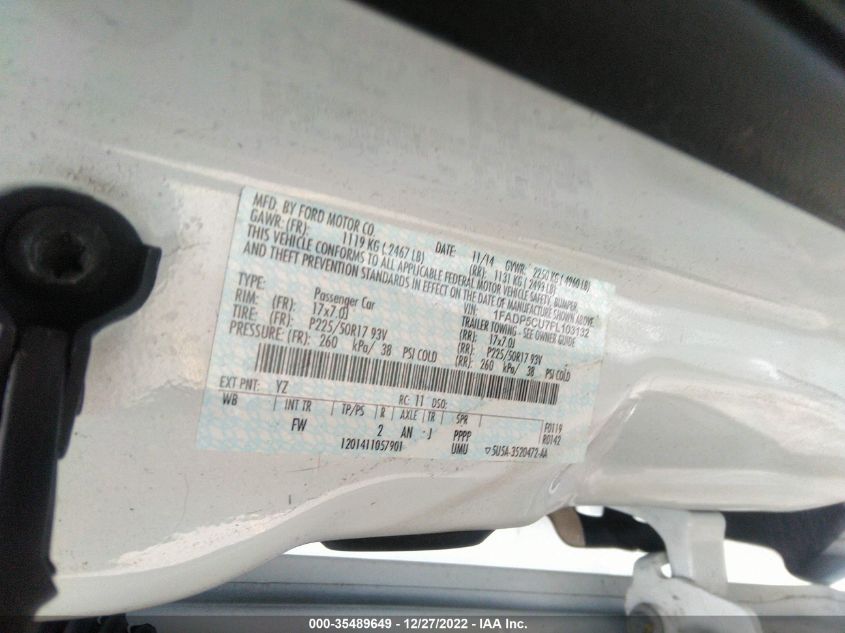 MFD. BY FORD MOTOR CO.
DATE: 11/14 GVWR: 2250 KG ( 4960 LB)
GAWR: (FR): 1119 KG ( 2467 LB) (RR): 1131 KG ( 2493 LB)
THIS VEHICLE CONFORMS TO ALL APPLICABLE FEDERAL MOTOR VEHICLE SAFETY, BUMPER,
AND THEFT PREVENTION STANDARDS IN EFFECT ON THE DATE OF MANUFACTURE SHOWN ABOVE
VIN: 1FADP5CU7FL103132
TYPE: Passenger Car TRAILER TOWING - SEE OWNER GUIDE
RIM: (FR): 17x7.0J (RR): 17x7.0J
TIRE: (FR): P225/50R17 93V (RR): P225/50R17 93V
PRESSURE: (FR): 260 kPa/ 38 PSI COLD (RR): 260 kPa/ 38 PSI COLD
EXT PNT: YZ RC: 11 DSO: F0119
WB INT TR TP/PS R AXLE TR SPR R0142
FW 2 AN J PPPP
1201411057901 UMU ▽5U5A-3520472-AA
000-35489649 - 12/27/2022 - IAA Inc.